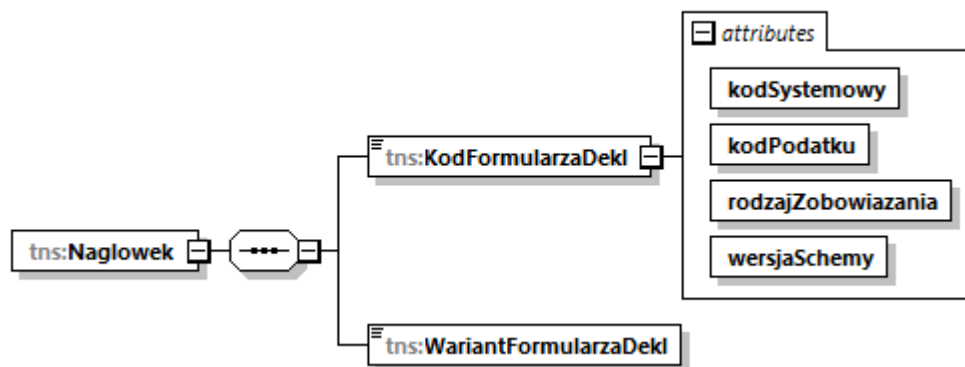 attributes
kodSystemowy
kodPodatku
rodzajZobowiazania
wersjaSchemy
tns:KodFormularzaDekl
tns:Naglowek
tns:WariantFormularzaDekl